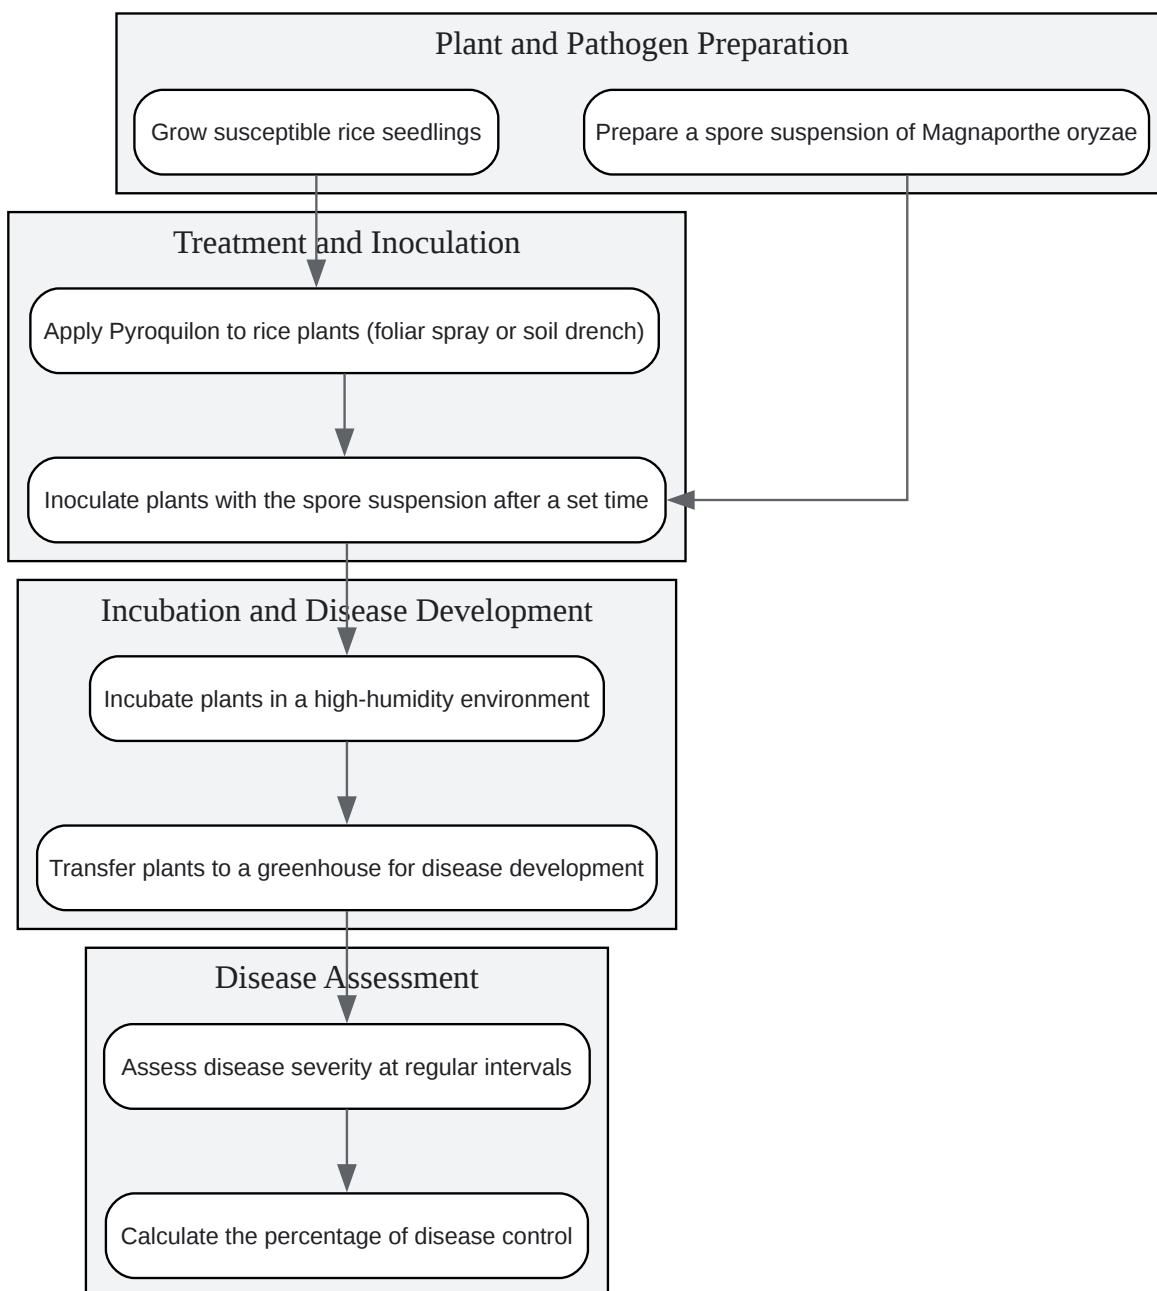 Plant and Pathogen Preparation
Grow susceptible rice seedlings
Prepare a spore suspension of Magnaporthe oryzae
Treatment and Inoculation
Apply Pyroquilon to rice plants (foliar spray or soil drench)
Inoculate plants with the spore suspension after a set time
Incubation and Disease Development
Incubate plants in a high-humidity environment
Transfer plants to a greenhouse for disease development
Disease Assessment
Assess disease severity at regular intervals
Calculate the percentage of disease control